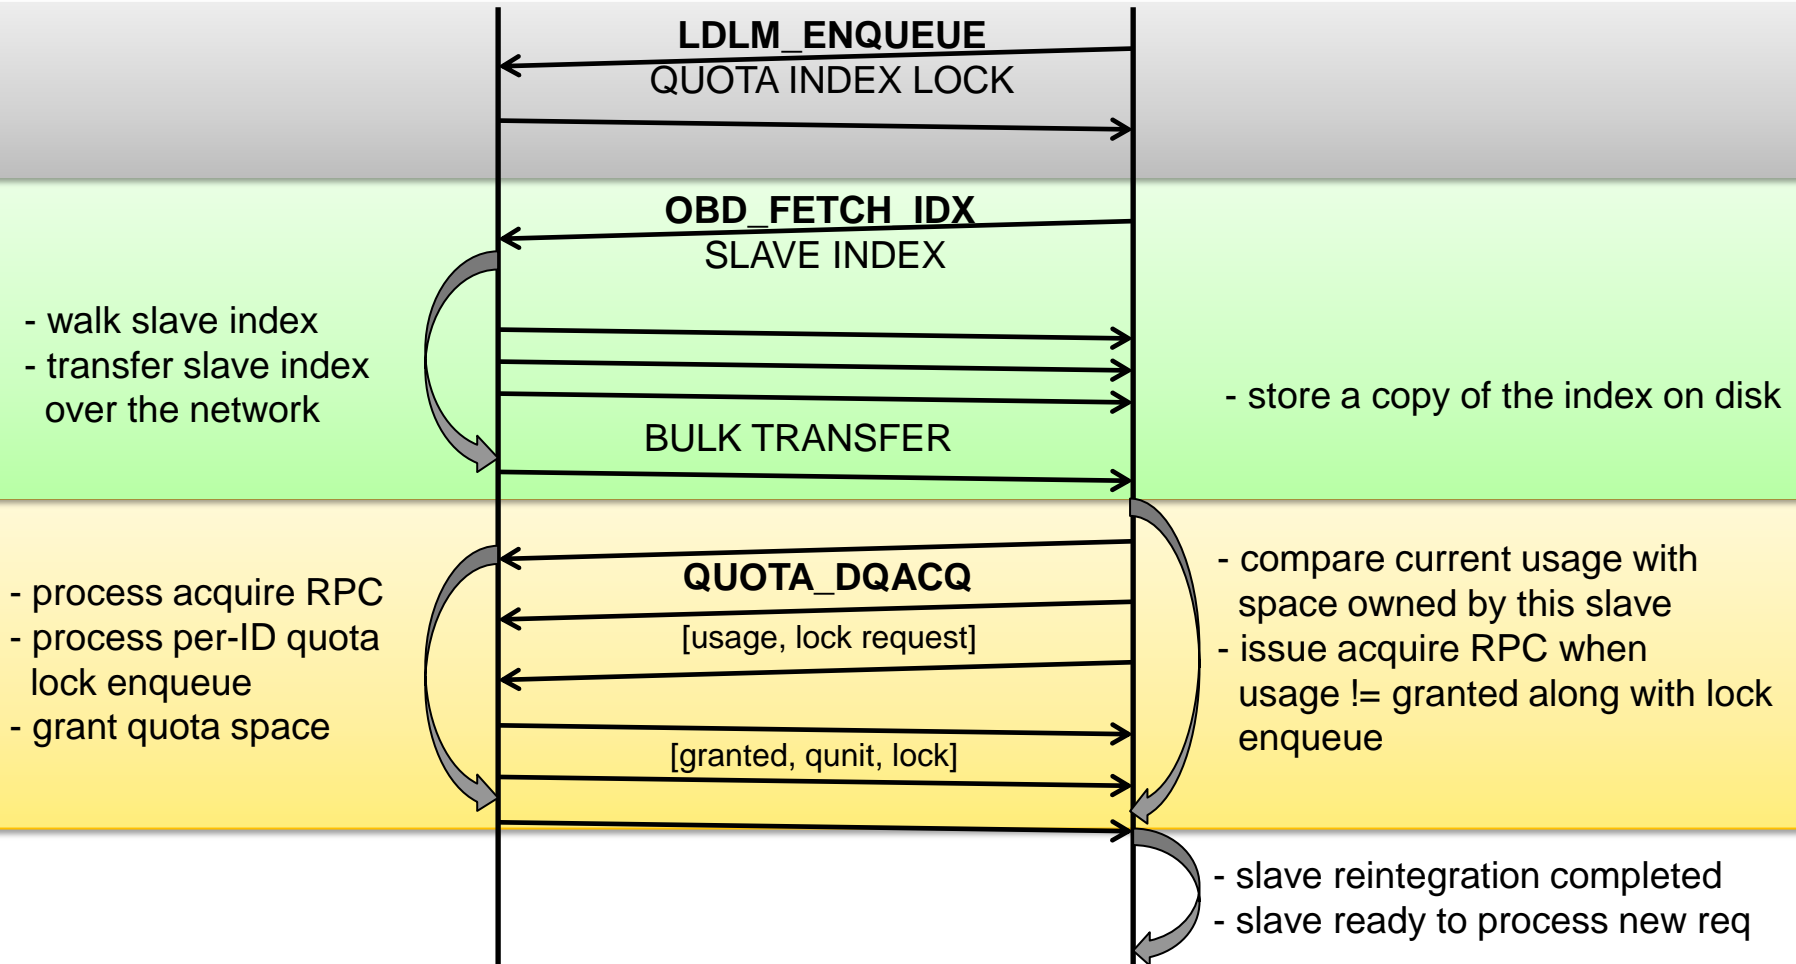 LDLM_ENQUEUE
QUOTA INDEX LOCK
OBD_FETCH_IDX
SLAVE INDEX
- walk slave index
- transfer slave index
over the network
- store a copy of the index on disk
BULK TRANSFER
QUOTA_DQACQ
[usage, lock request]
[granted, qunit, lock]
- process acquire RPC
- process per-ID quota
lock enqueue
- grant quota space
- compare current usage with
space owned by this slave
- issue acquire RPC when
usage != granted along with lock
enqueue
- slave reintegration completed
- slave ready to process new req